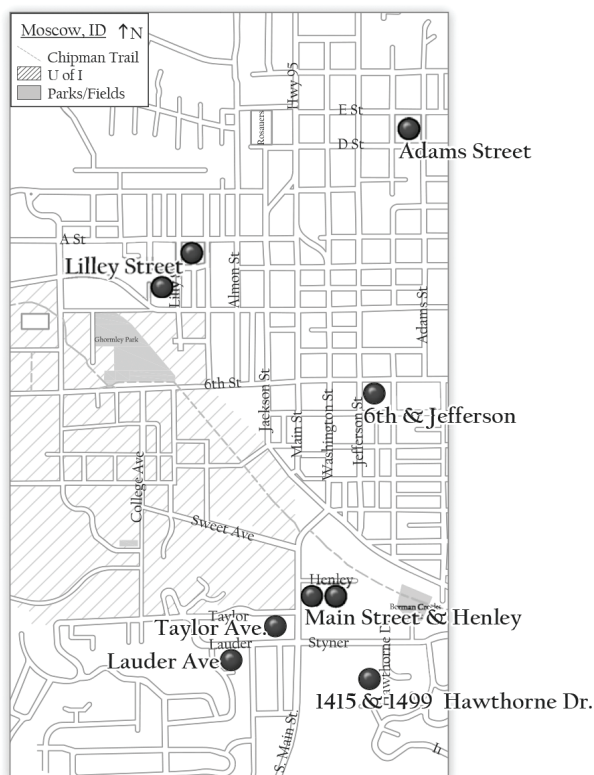 Moscow, ID ↑N
Chipman Trail
U of I
Parks/Fields
Hwy 95
E St
Rosauers
D St
Adams Street
A St
Lilley Street
Almon St
Adams St
Ghormley Park
6th St
Jackson St
Main St
Washington St
Jefferson St
6th & Jefferson
College Ave
Sweet Ave
Henley
Berman Creekside
Main Street & Henley
Taylor
Taylor Ave.
Lauder
Styner
Lauder Ave
Hawthorne D
1415 & 1499 Hawthorne Dr.
S. Main St.